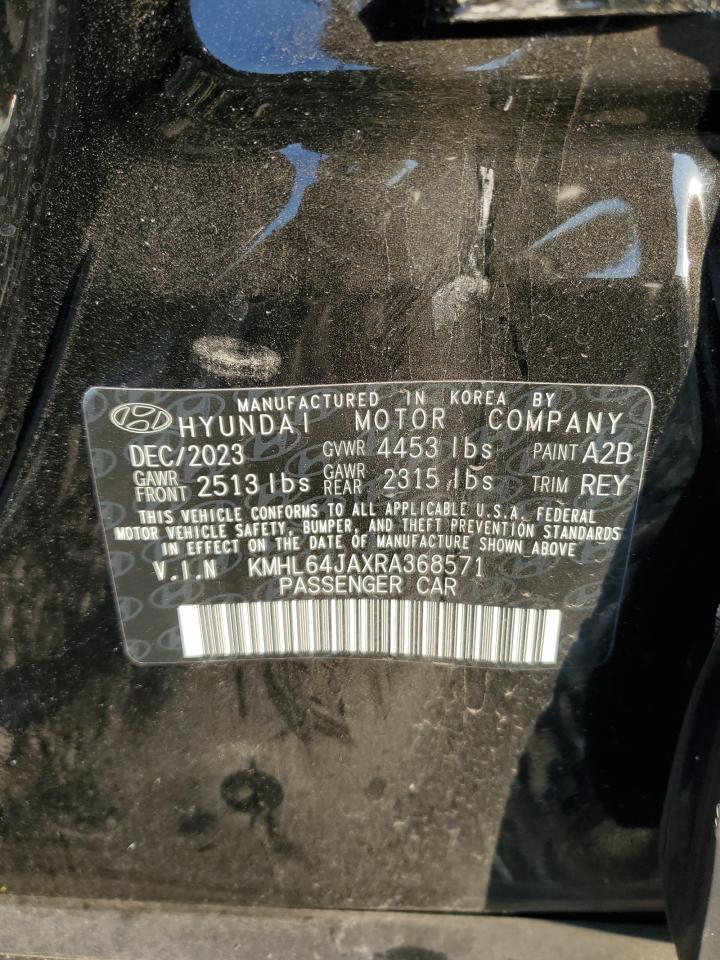 MANUFACTURED IN KOREA BY
HYUNDAI MOTOR COMPANY
DEC/2023 GVWR 4453 lbs PAINT A2B
GAWR FRONT 2513 lbs GAWR REAR 2315 lbs TRIM REY
THIS VEHICLE CONFORMS TO ALL APPLICABLE U.S.A. FEDERAL
MOTOR VEHICLE SAFETY, BUMPER, AND THEFT PREVENTION STANDARDS
IN EFFECT ON THE DATE OF MANUFACTURE SHOWN ABOVE
V.I.N KMHL64JAXRA368571
PASSENGER CAR